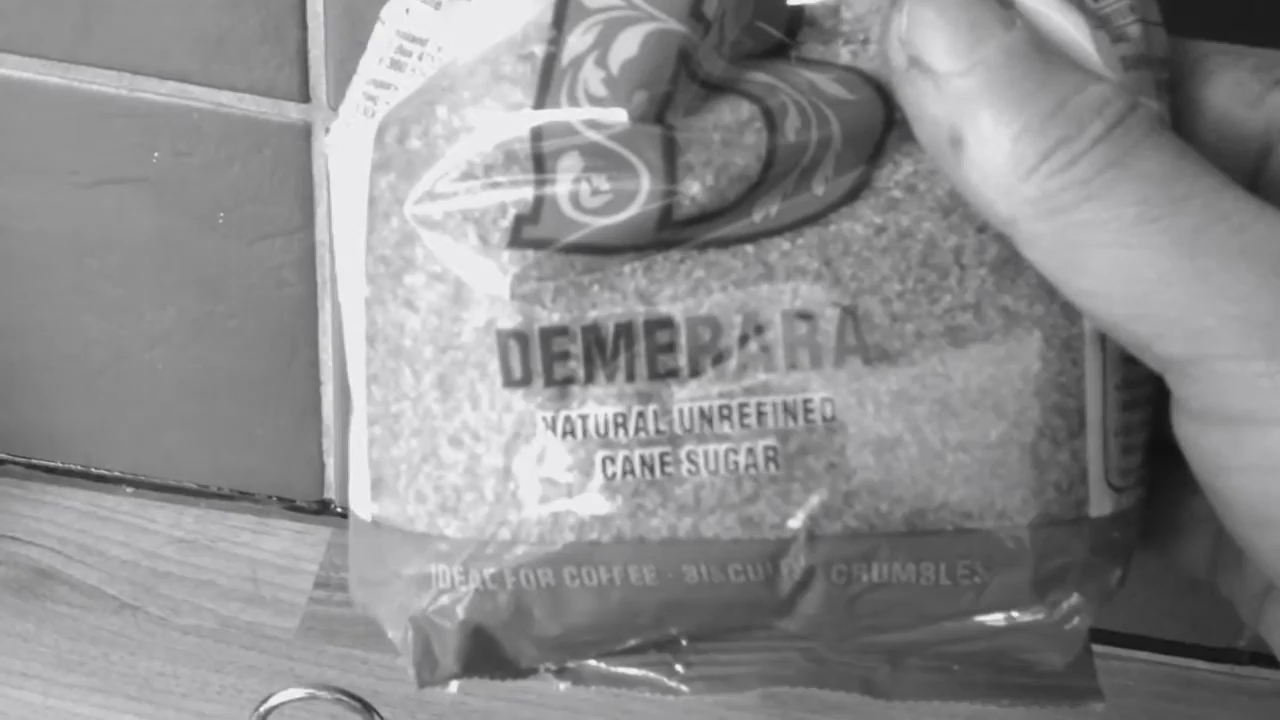 DEMERARA
NATURAL UNREFINED
CANE SUGAR
IDEAL FOR COFFEE · BISCUITS CRUMBLES